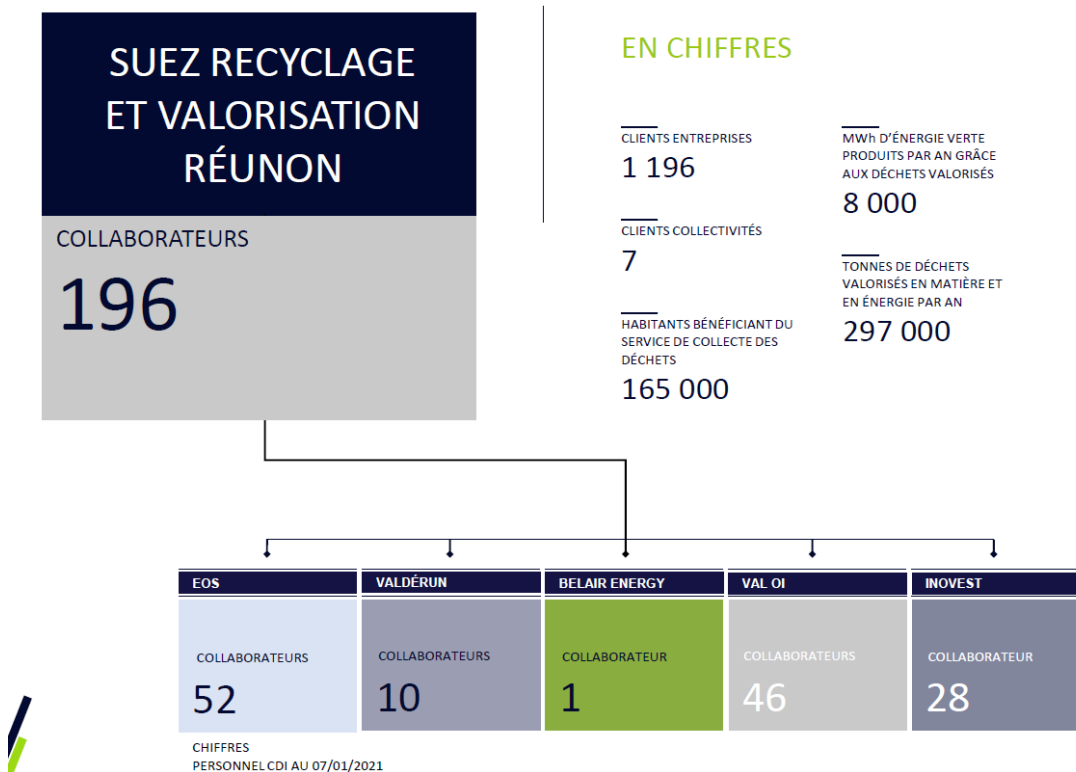 SUEZ RECYCLAGE
ET VALORISATION
RÉUNON
COLLABORATEURS
196
EN CHIFFRES
CLIENTS ENTREPRISES
1 196
CLIENTS COLLECTIVITÉS
7
HABITANTS BÉNÉFICIANT DU
SERVICE DE COLLECTE DES
DÉCHETS
165 000
MWh D'ÉNERGIE VERTE
PRODUITS PAR AN GRÂCE
AUX DÉCHETS VALORISÉS
8 000
TONNES DE DÉCHETS
VALORISÉS EN MATIÈRE ET
EN ÉNERGIE PAR AN
297 000
EOS
COLLABORATEURS
52
VALDÉRUN
COLLABORATEURS
10
BELAIR ENERGY
COLLABORATEUR
1
VAL OI
COLLABORATEURS
46
INOVEST
COLLABORATEUR
28
CHIFFRES
PERSONNEL CDI AU 07/01/2021